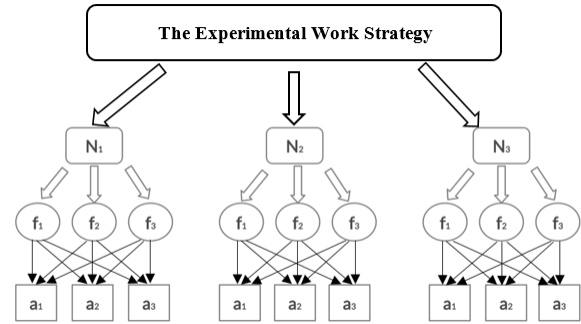 The Experimental Work Strategy
N1 N2 N3
f1 f2 f3 f1 f2 f3 f1 f2 f3
a1 a2 a3 a1 a2 a3 a1 a2 a3